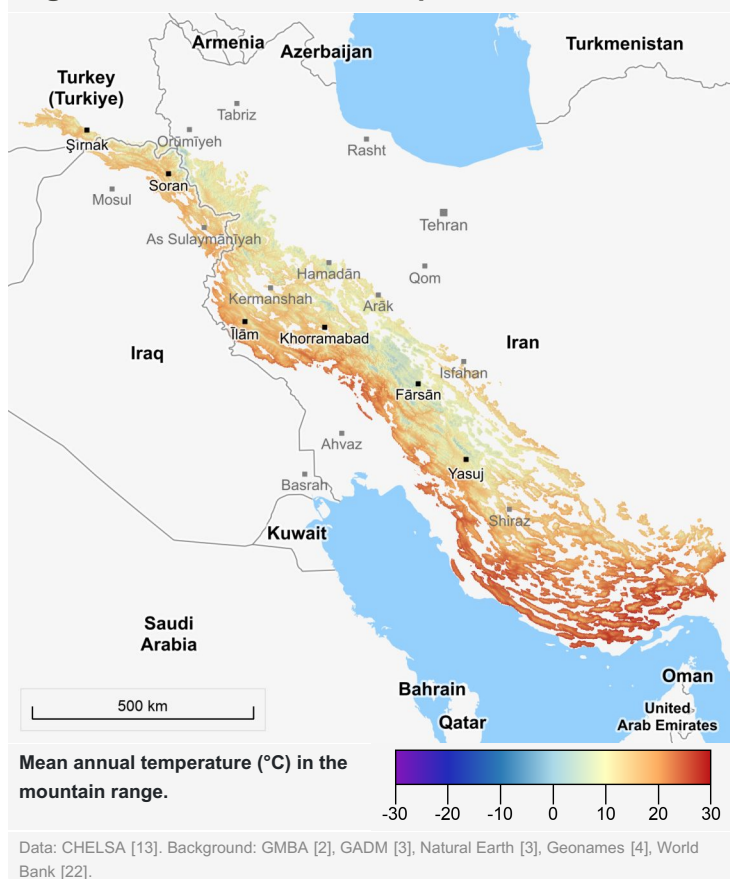 Armenia
Azerbaijan
Turkmenistan
Turkey
(Turkiye)
Tabriz
Şırnak
Orūmīyeh
Rasht
Soran
Mosul
Tehran
As Sulaymānīyah
Hamadān
Qom
Kermanshah
Arāk
Īlām
Khorramabad
Iran
Iraq
Isfahan
Fārsān
Ahvaz
Yasuj
Basrah
Shiraz
Kuwait
Saudi
Arabia
Oman
Bahrain
United
Arab Emirates
Qatar
500 km
Mean annual temperature (°C) in the
mountain range.
-30 -20 -10 0 10 20 30
Data: CHELSA [13]. Background: GMBA [2], GADM [3], Natural Earth [3], Geonames [4], World
Bank [22].